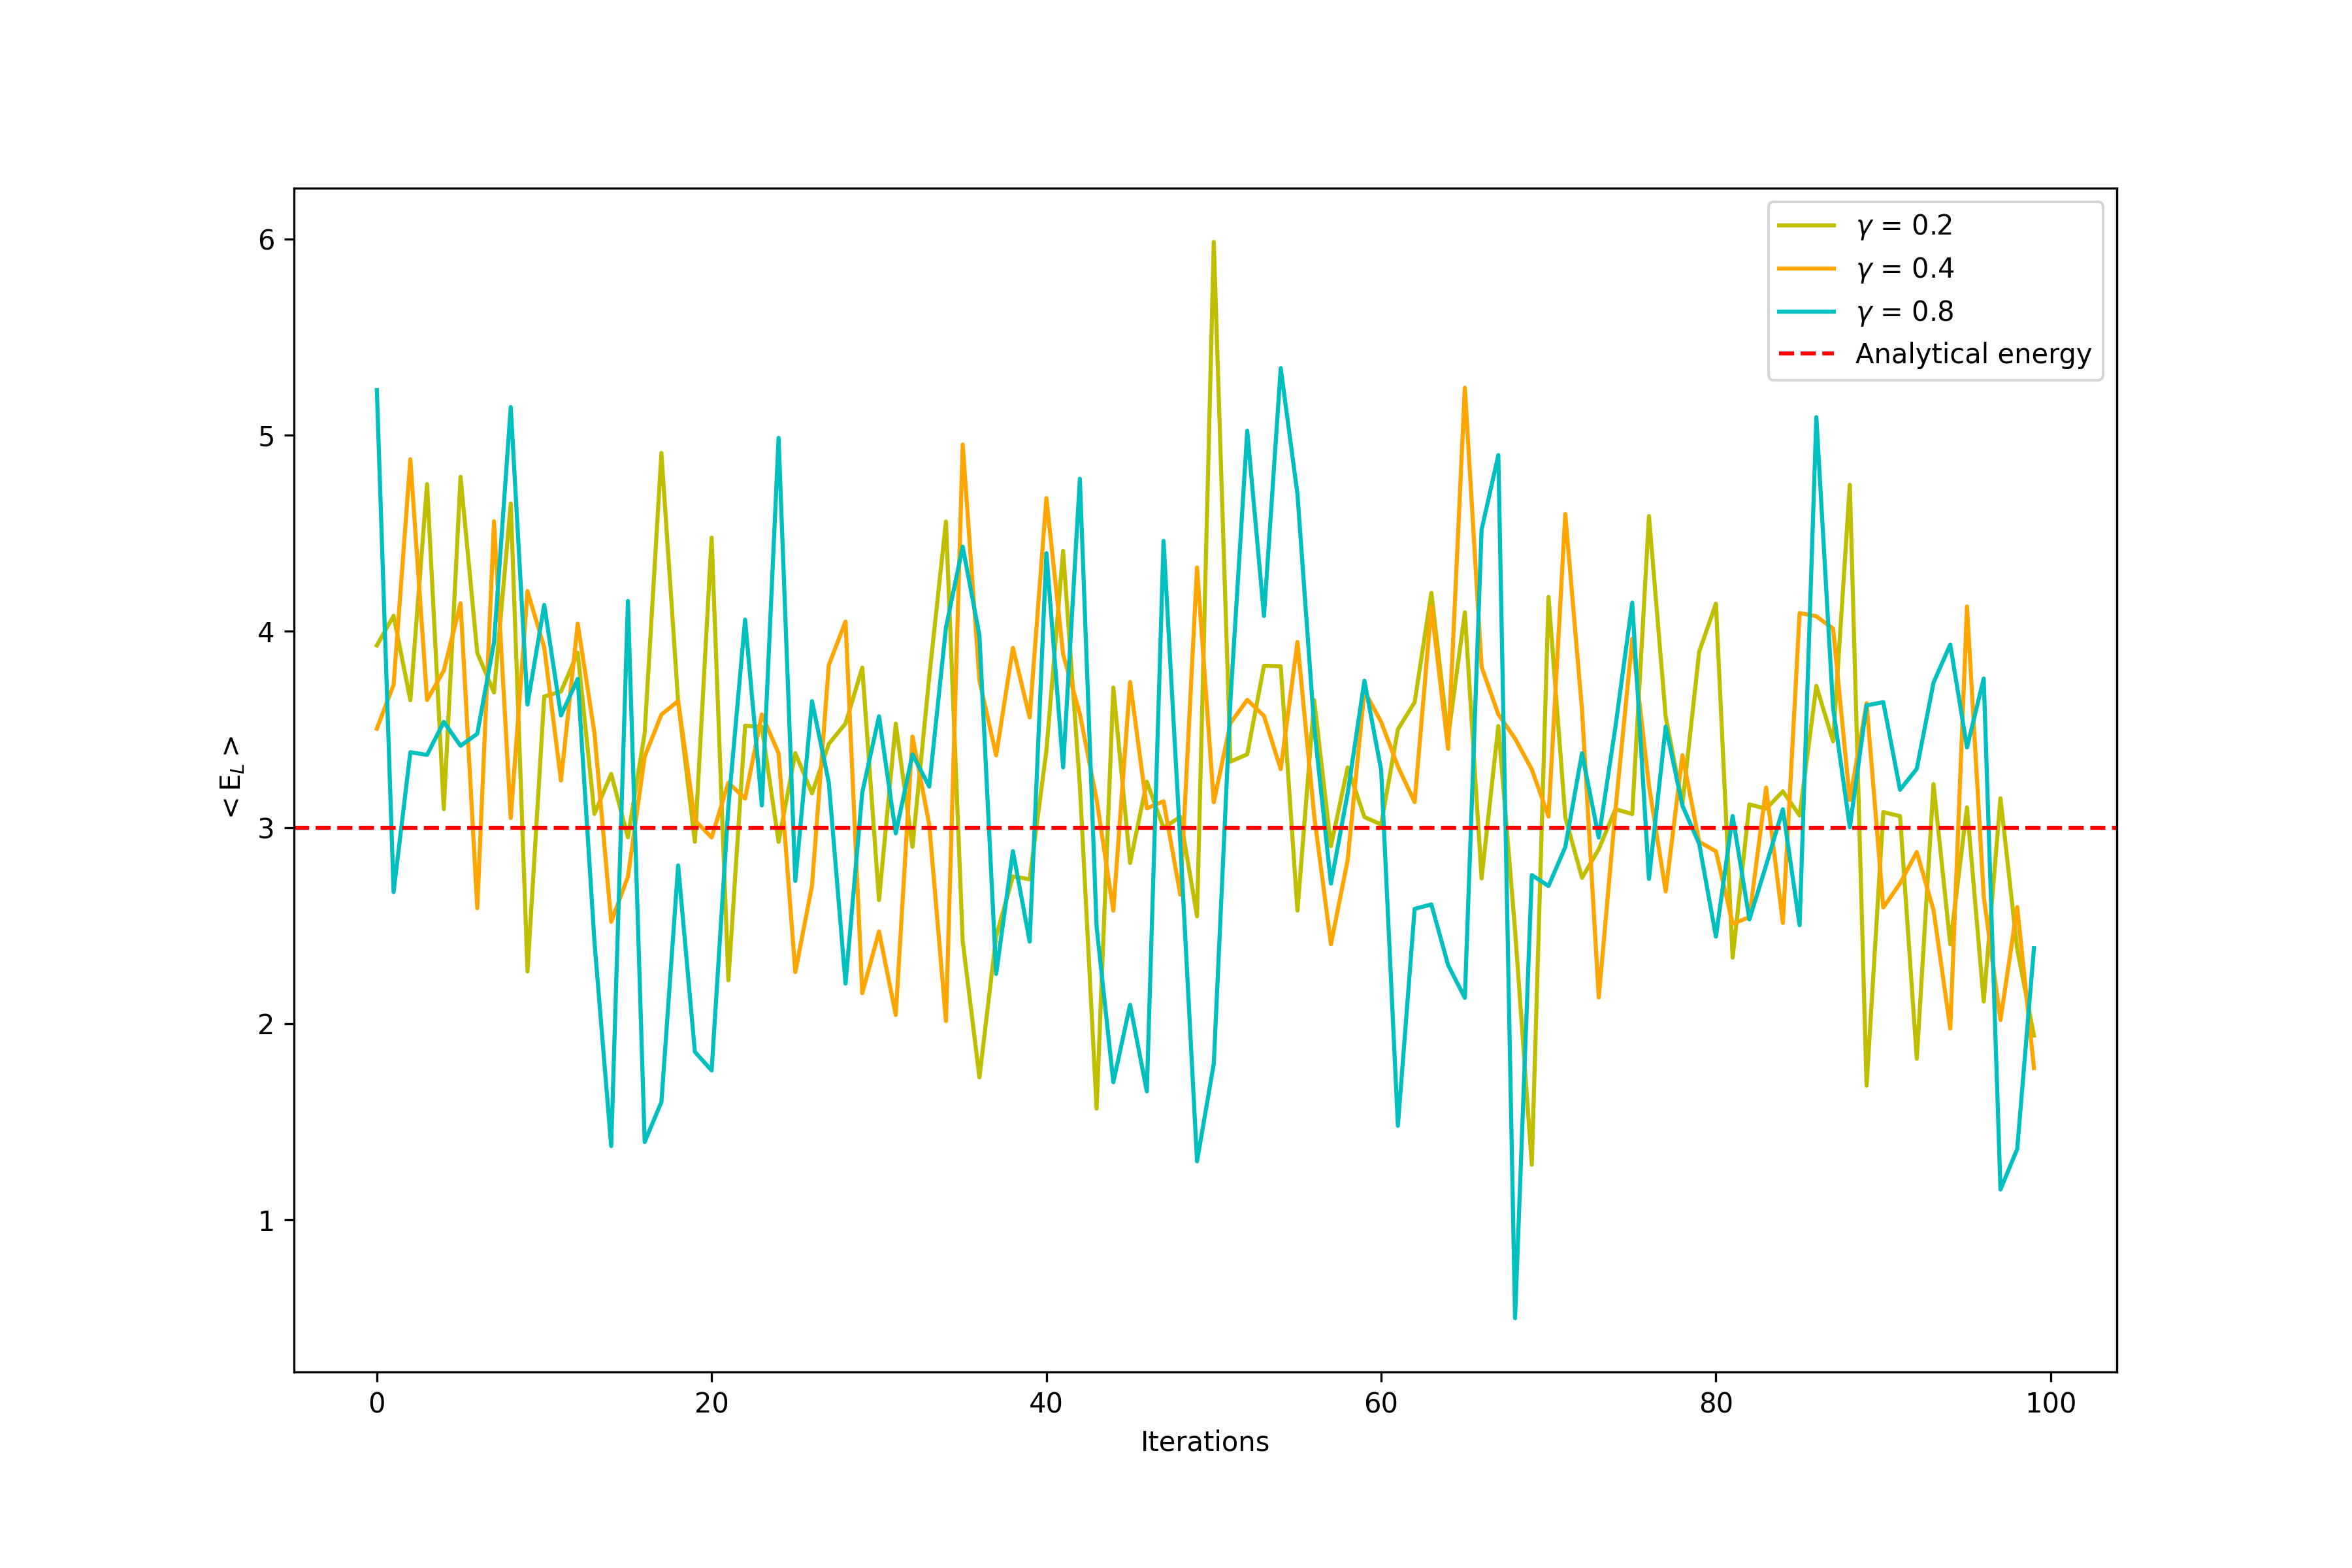 γ = 0.2
γ = 0.4
γ = 0.8
Analytical energy
6
5
4
3
2
1
<E_L>
0 20 40 60 80 100
Iterations